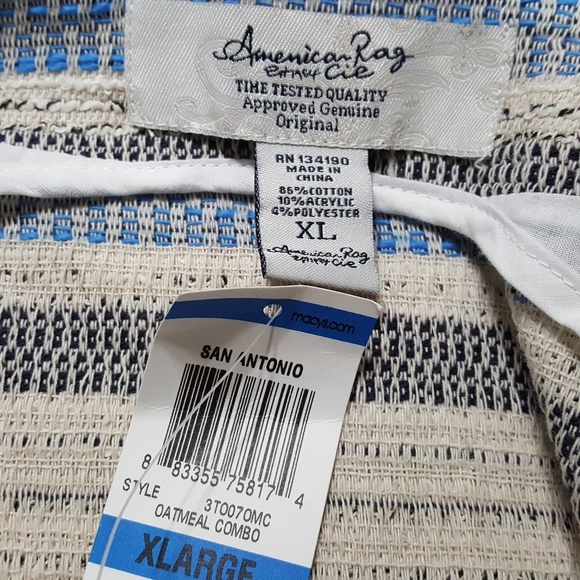 American Rag
Cie
TIME TESTED QUALITY
Approved Genuine
Original
RN 134190
MADE IN
CHINA
86%COTTON
10%ACRYLIC
4%POLYESTER
XL
American Rag
Cie
macys.com
SAN ANTONIO
8 83355 75817 4
STYLE 3T0070MC
OATMEAL COMBO
XLARGE